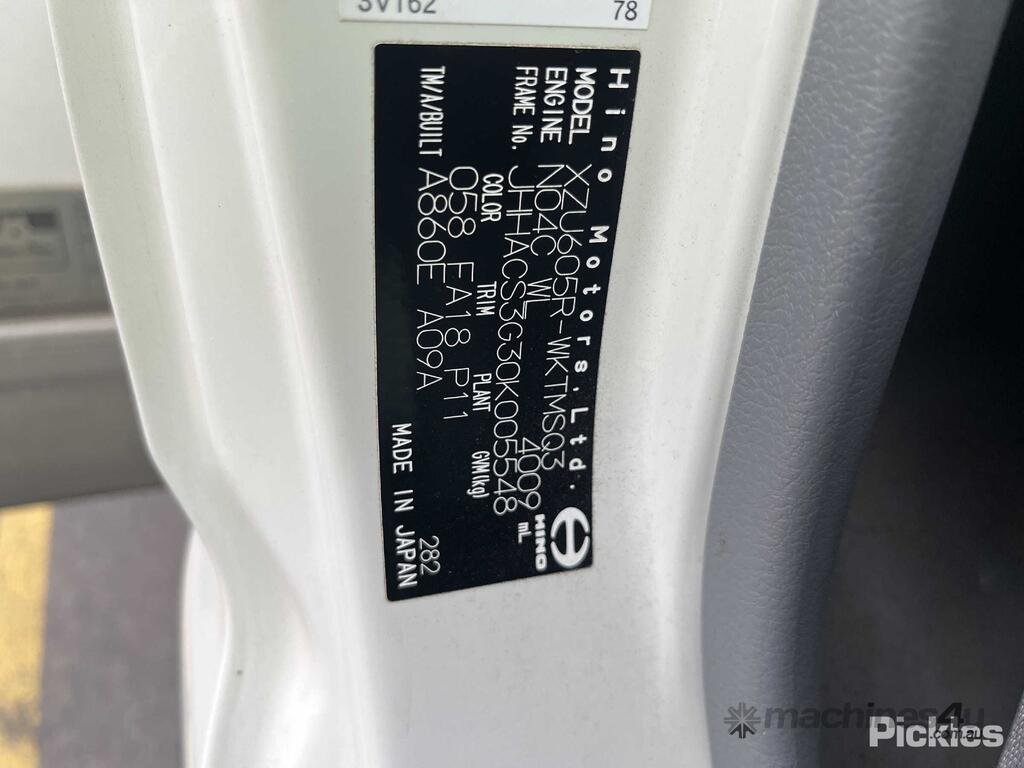 3V162 78
Hino Motors,Ltd.
MODEL XZU605R-WKTMSQ3
ENGINE N04C WL 4009 mL
FRAME No. JHHACS3G30K005548
COLOR TRIM PLANT GVM(kg)
058 EA18 P11
TM/A/BUILT A860E A09A 282
MADE IN JAPAN
HINO
machines4u
.com.au
Pickles